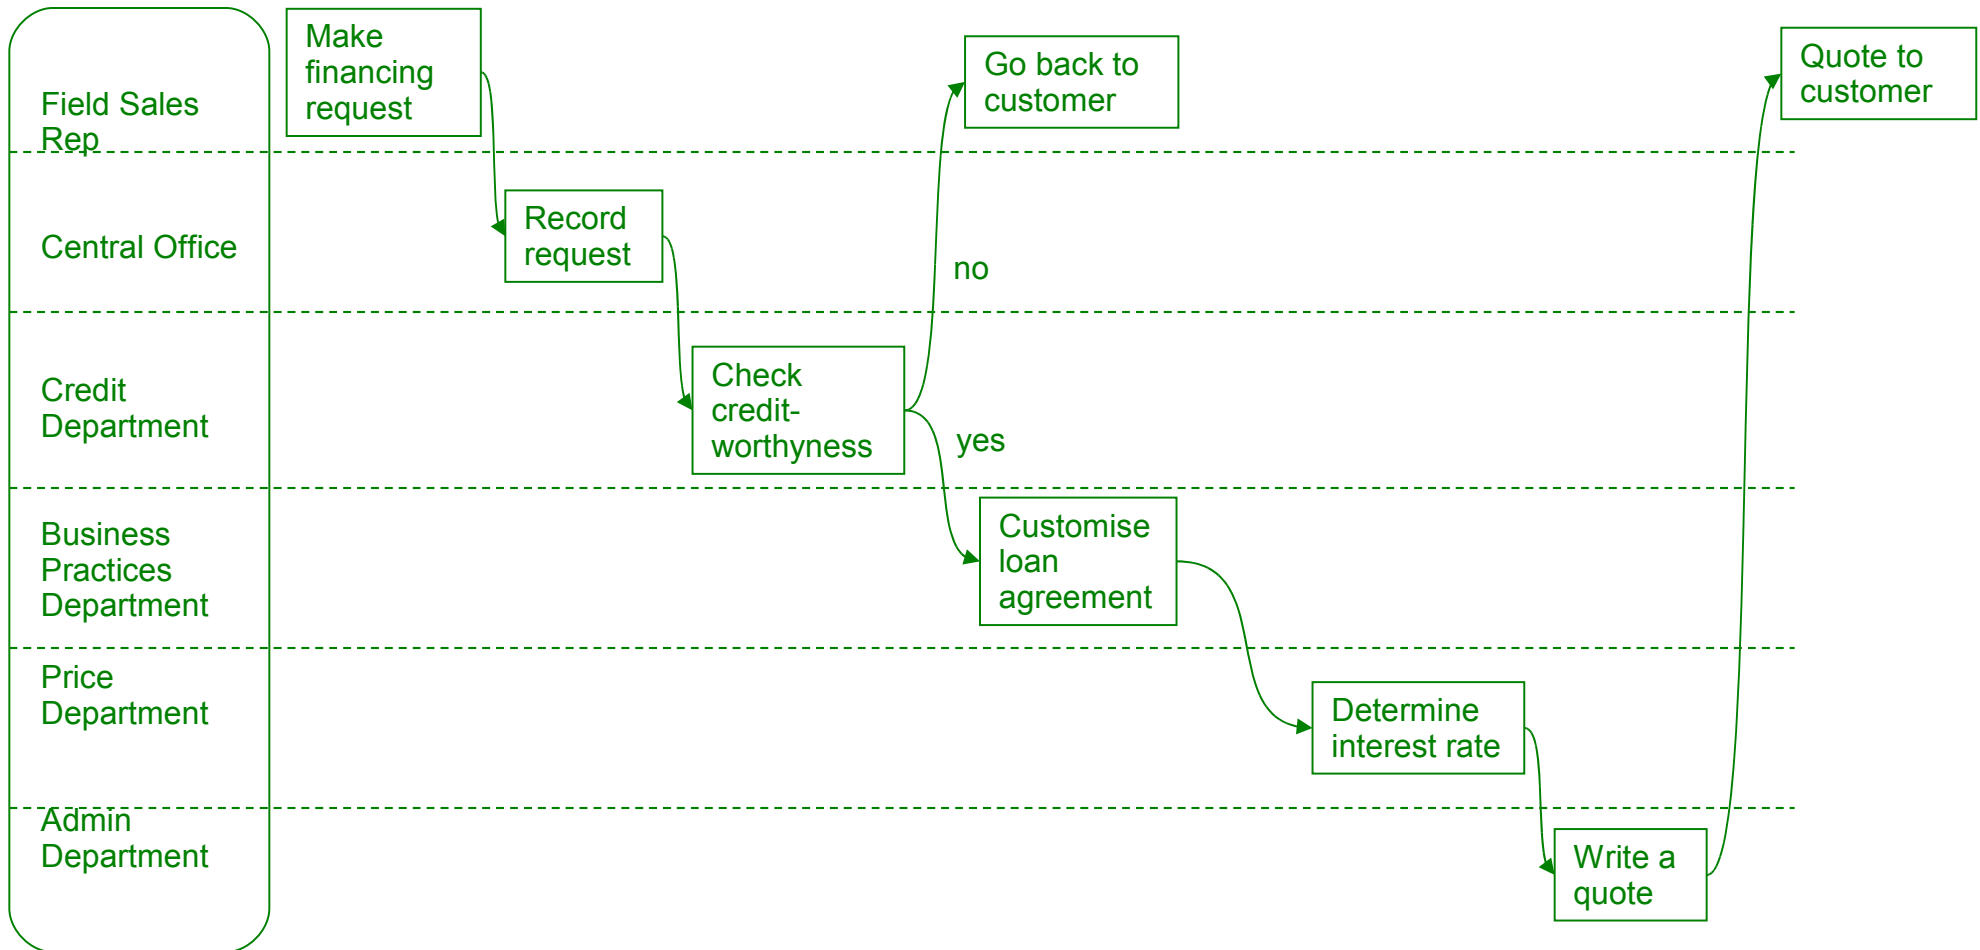 Make
financing
request
Go back to
customer
Quote to
customer
Field Sales
Rep
Record
request
Central Office
no
Check
credit-
worthyness
Credit
Department
yes
Customise
loan
agreement
Business
Practices
Department
Price
Department
Determine
interest rate
Admin
Department
Write a
quote